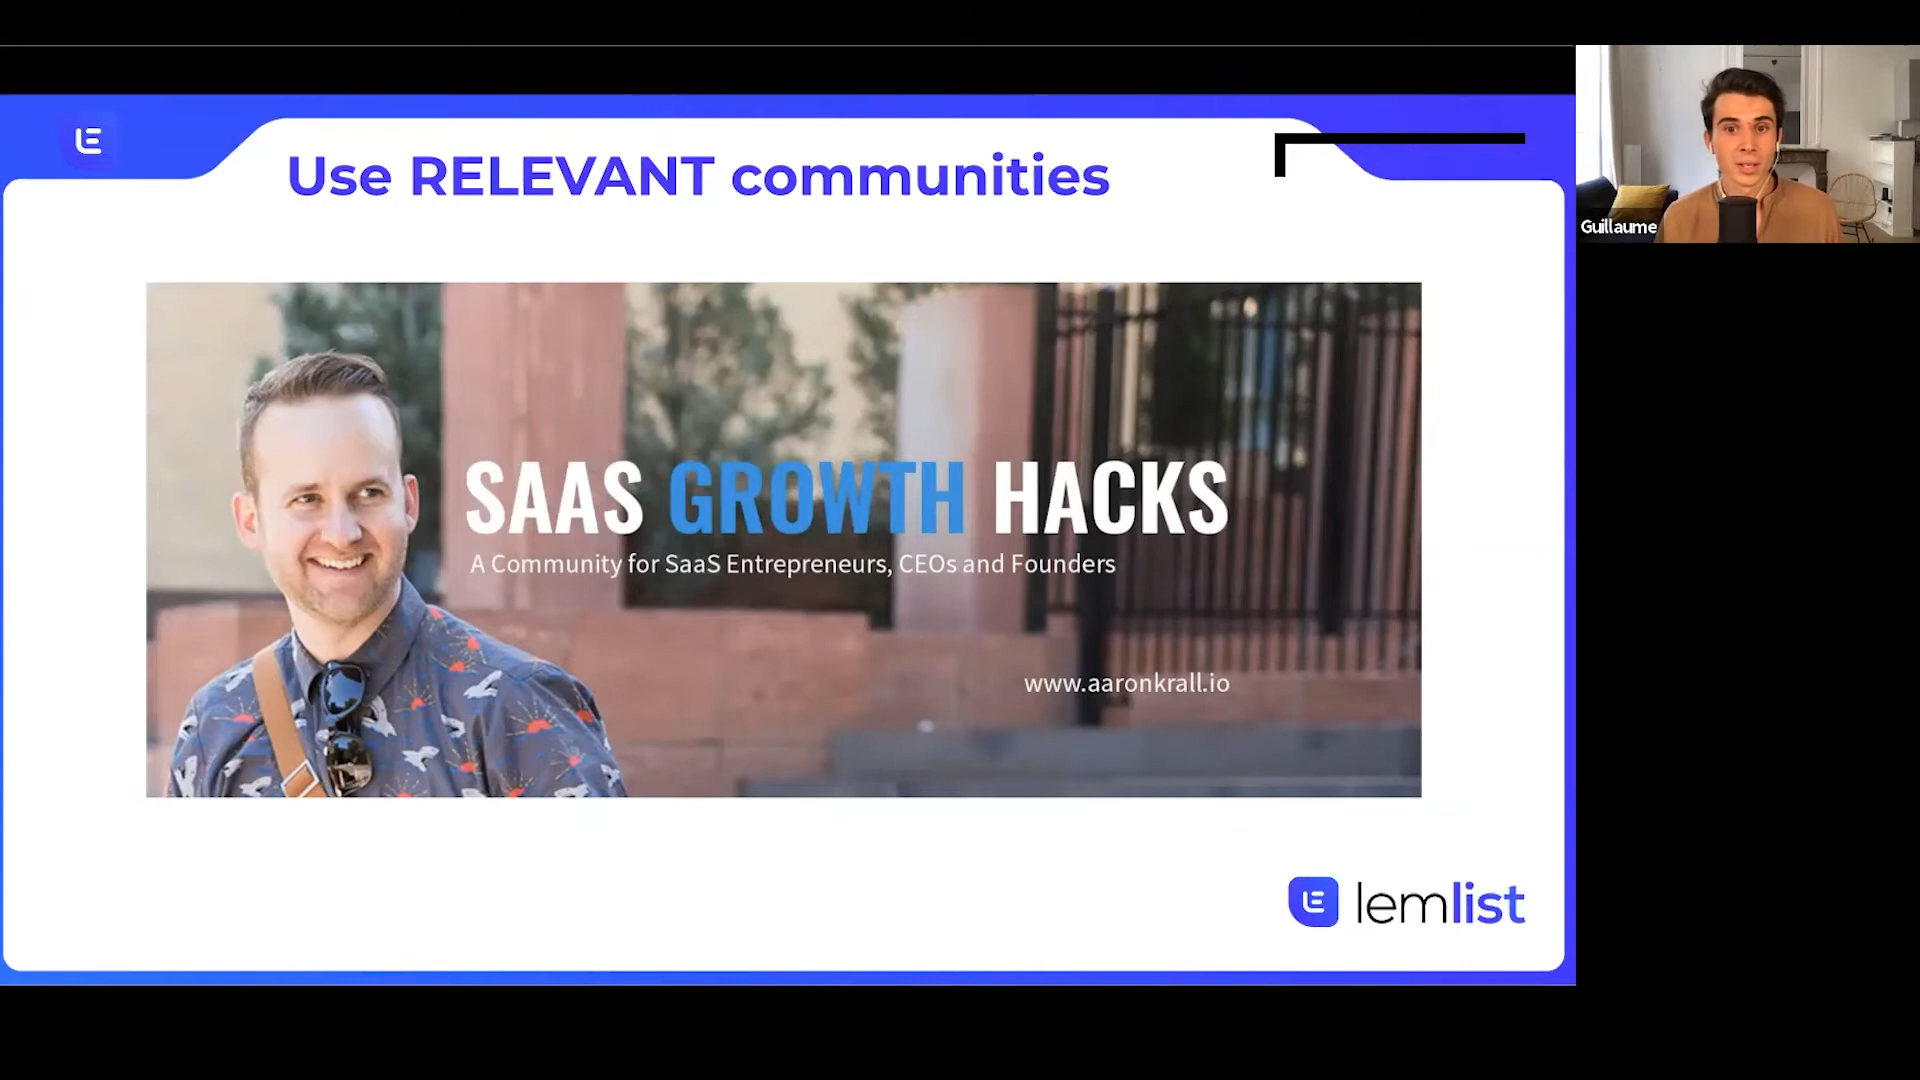 Use RELEVANT communities
Guillaume
SAAS GROWTH HACKS
A Community for SaaS Entrepreneurs, CEOs and Founders
www.aaronkrall.io
lemlist